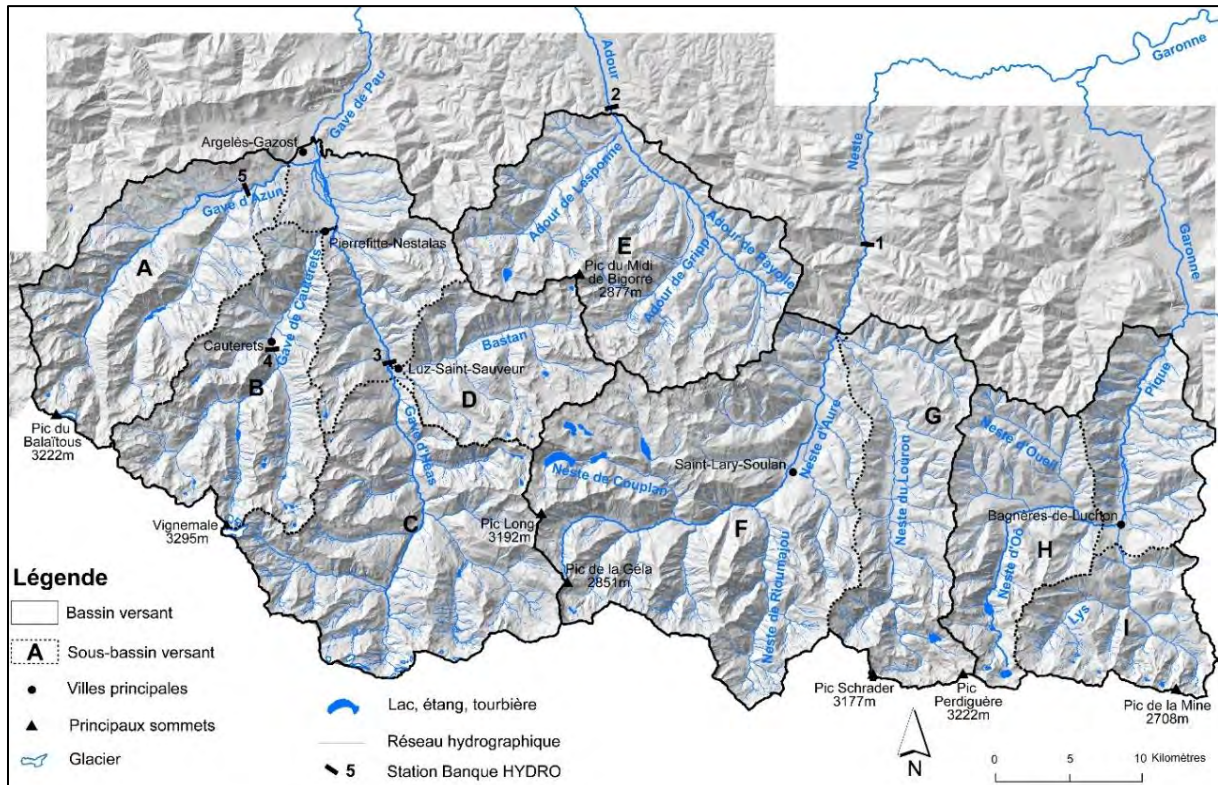 Garonne
Garonne
Adour
Gave de Pau
2
Argelès-Gazost
Neste
5
Gave d'Azun
Adour de Lesponne
Garonne
Pierrefitte-Nestalas
E
Adour de Payolle
1
A
Pic du Midi
de Bigorre
2877m
Adour de Gripp
Gave de Cauterets
Cauterets
4
3
Bastan
Luz-Saint-Sauveur
Pique
B
D
G
Pic du
Balaïtous
3222m
Gave d'Héas
Neste d'Aure
Neste d'Oueil
Saint-Lary-Soulan
Neste de Couplan
Neste du Louron
Vignemale
3295m
C
Pic Long
3192m
F
Bagnères-de-Luchon
H
Neste d'Oô
Pic de la Géla
2851m
Neste de Rioumajou
Lys
I
Pic Schrader
3177m
Pic
Perdiguère
3222m
Pic de la Mine
2708m
Légende
Bassin versant
A Sous-bassin versant
Villes principales
Principaux sommets
Glacier
Lac, étang, tourbière
Réseau hydrographique
5 Station Banque HYDRO
N
0 5 10 Kilomètres